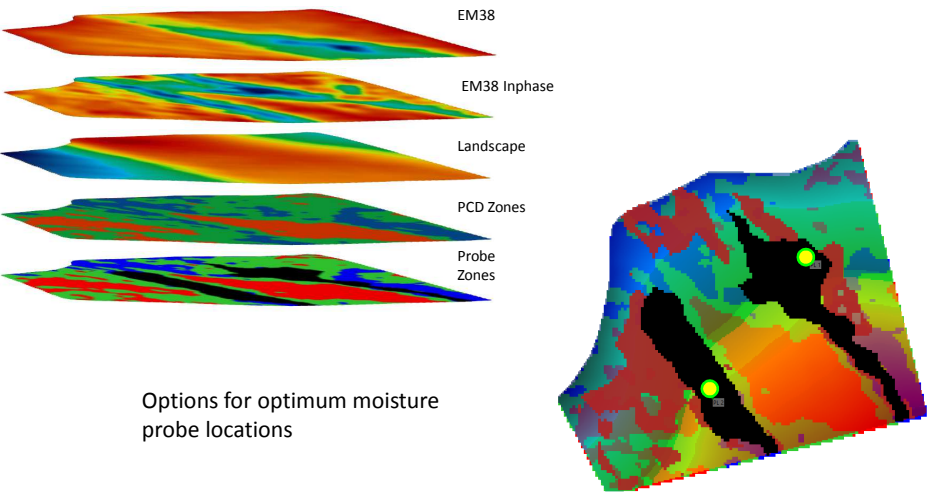 EM38
EM38 Inphase
Landscape
PCD Zones
Probe
Zones
Options for optimum moisture
probe locations